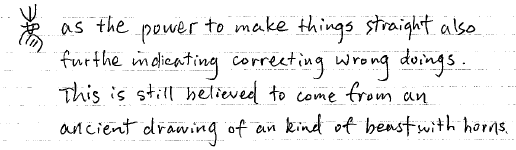 as the power to make things straight also
furthe indicating correcting wrong doings.
This is still believed to come from an
ancient drawing of an kind of beast with horns.